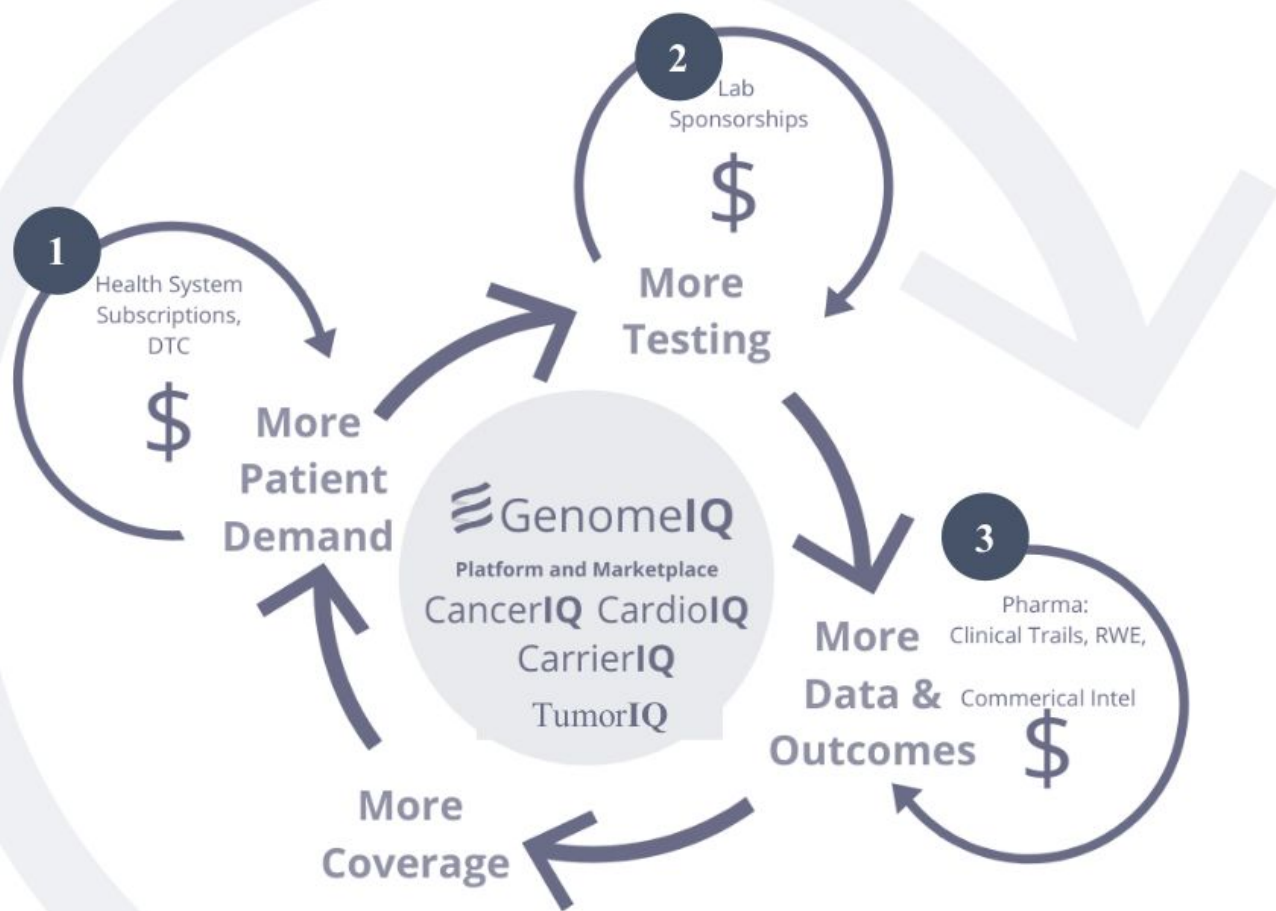 1
Health System
Subscriptions,
DTC
$
More
Patient
Demand
2
Lab
Sponsorships
$
More
Testing
3
Pharma:
Clinical Trails, RWE,
Commerical Intel
$
More
Data &
Outcomes
More
Coverage
GenomeIQ
Platform and Marketplace
CancerIQ CardioIQ
CarrierIQ
TumorIQ